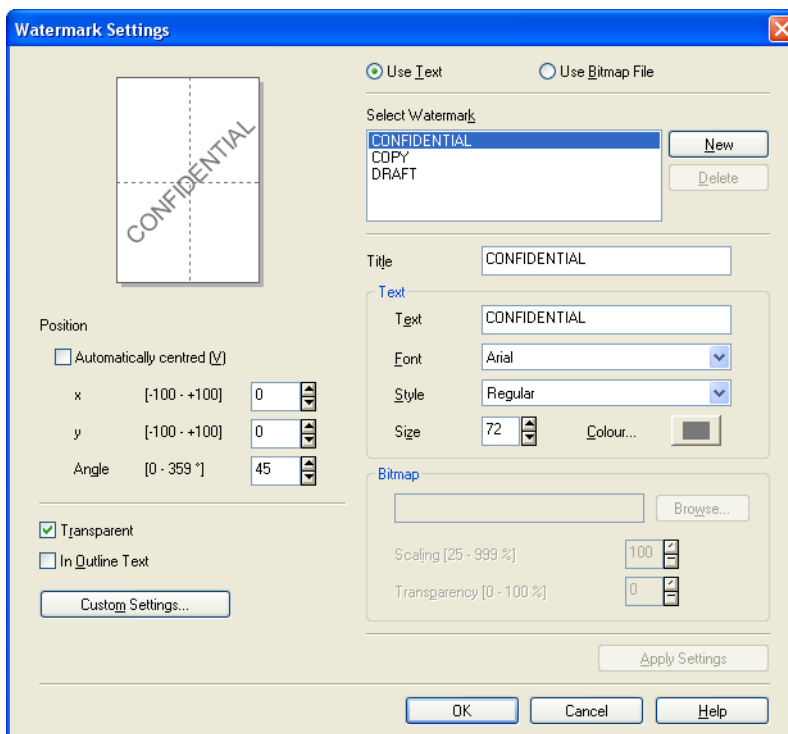 Watermark Settings
CONFIDENTIAL
Use Text
Use Bitmap File
Select Watermark
CONFIDENTIAL
COPY
DRAFT
New
Delete
Title
CONFIDENTIAL
Text
Text
CONFIDENTIAL
Font
Arial
Style
Regular
Size
72
Colour...
Position
Automatically centred (V)
x [-100 - +100] 0
y [-100 - +100] 0
Angle [0 - 359 °] 45
Transparent
In Outline Text
Custom Settings...
Bitmap
Browse...
Scaling [25 - 999 %] 100
Transparency [0 - 100 %] 0
Apply Settings
OK
Cancel
Help